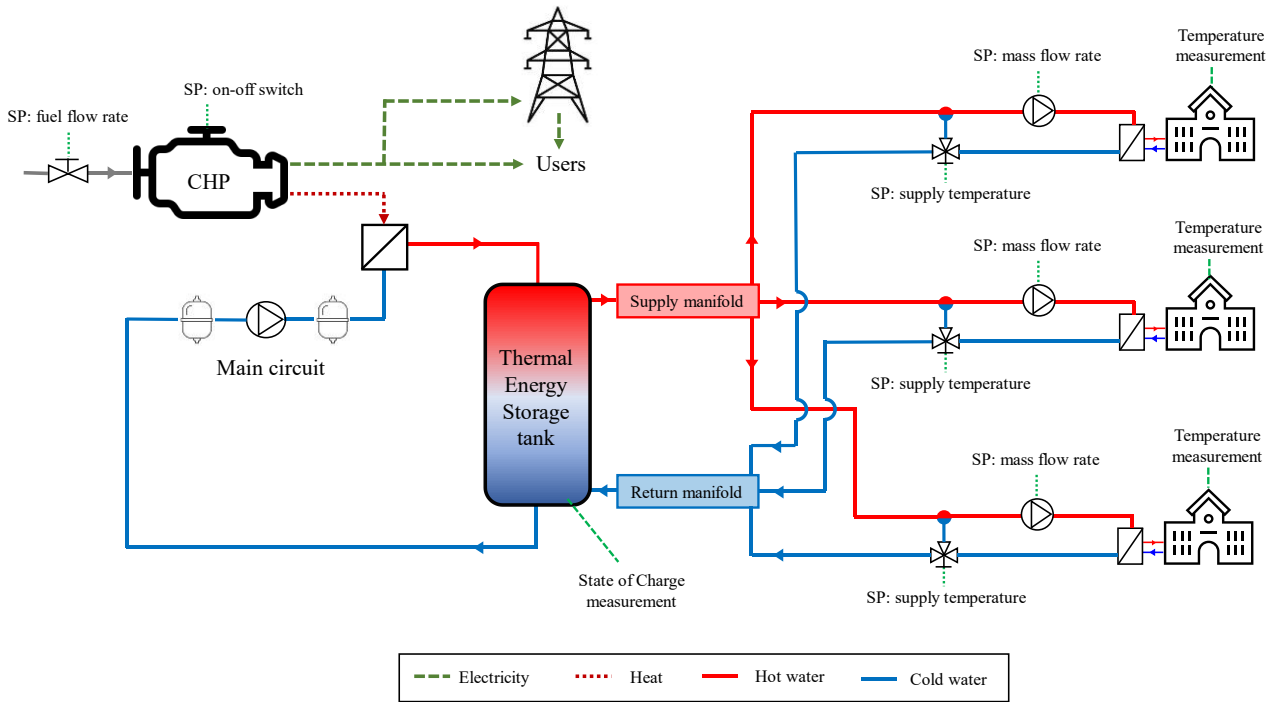 Temperature
measurement
SP: mass flow rate
SP: on-off switch
SP: fuel flow rate
CHP
Users
SP: supply temperature
Temperature
measurement
SP: mass flow rate
Supply manifold
Main circuit
Thermal
Energy
Storage
tank
SP: supply temperature
Temperature
measurement
SP: mass flow rate
Return manifold
State of Charge
measurement
SP: supply temperature
Electricity
Heat
Hot water
Cold water